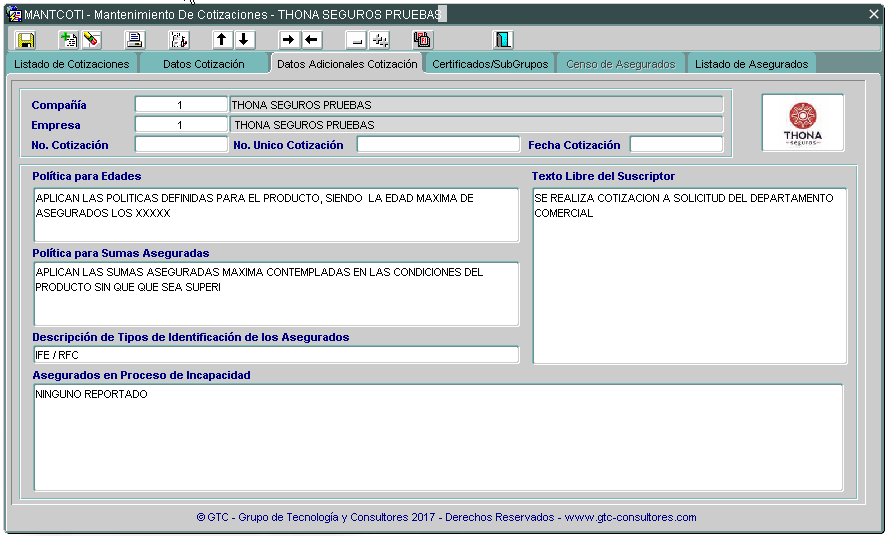 MANTCOTI - Mantenimiento De Cotizaciones - THONA SEGUROS PRUEBAS
Listado de Cotizaciones
Datos Cotización
Datos Adicionales Cotización
Certificados/SubGrupos
Censo de Asegurados
Listado de Asegurados
Compañía 1 THONA SEGUROS PRUEBAS
Empresa 1 THONA SEGUROS PRUEBAS
No. Cotización No. Unico Cotización Fecha Cotización
THONA
seguros
Política para Edades
APLICAN LAS POLITICAS DEFINIDAS PARA EL PRODUCTO, SIENDO LA EDAD MAXIMA DE
ASEGURADOS LOS XXXXX
Política para Sumas Aseguradas
APLICAN LAS SUMAS ASEGURADAS MAXIMA CONTEMPLADAS EN LAS CONDICIONES DEL
PRODUCTO SIN QUE QUE SEA SUPERI
Descripción de Tipos de Identificación de los Asegurados
IFE / RFC
Texto Libre del Suscriptor
SE REALIZA COTIZACION A SOLICITUD DEL DEPARTAMENTO
COMERCIAL
Asegurados en Proceso de Incapacidad
NINGUNO REPORTADO
© GTC - Grupo de Tecnología y Consultores 2017 - Derechos Reservados - www.gtc-consultores.com